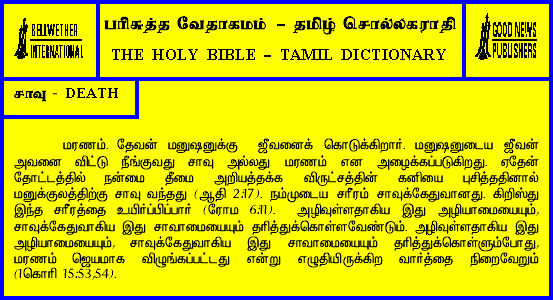 BELLWETHER
INTERNATIONAL
பரிசுத்த வேதாகமம் – தமிழ் சொல்லகராதி
THE HOLY BIBLE – TAMIL DICTIONARY
GOOD NEWS
PUBLISHERS
சாவு - DEATH
மரணம். தேவன் மனுஷனுக்கு ஜீவனைக் கொடுக்கிறார். மனுஷனுடைய ஜீவன்
அவனை விட்டு நீங்குவது சாவு அல்லது மரணம் என அழைக்கப்படுகிறது. ஏதேன்
தோட்டத்தில் நன்மை தீமை அறியத்தக்க விருட்சத்தின் கனியை புசித்ததினால்
மனுக்குலத்திற்கு சாவு வந்தது (ஆதி 2:17). நம்முடைய சரீரம் சாவுக்கேதுவானது. கிறிஸ்து
இந்த சரீரத்தை உயிர்ப்பிப்பார் (ரோம 6:11). அழிவுள்ளதாகிய இது அழியாமையையும்,
சாவுக்கேதுவாகிய இது சாவாமையையும் தரித்துக்கொள்ளவேண்டும். அழிவுள்ளதாகிய இது
அழியாமையையும், சாவுக்கேதுவாகிய இது சாவாமையையும் தரித்துக்கொள்ளும்போது,
மரணம் ஜெயமாக விழுங்கப்பட்டது என்று எழுதியிருக்கிற வார்த்தை நிறைவேறும்
(1கொரி 15:53,54).